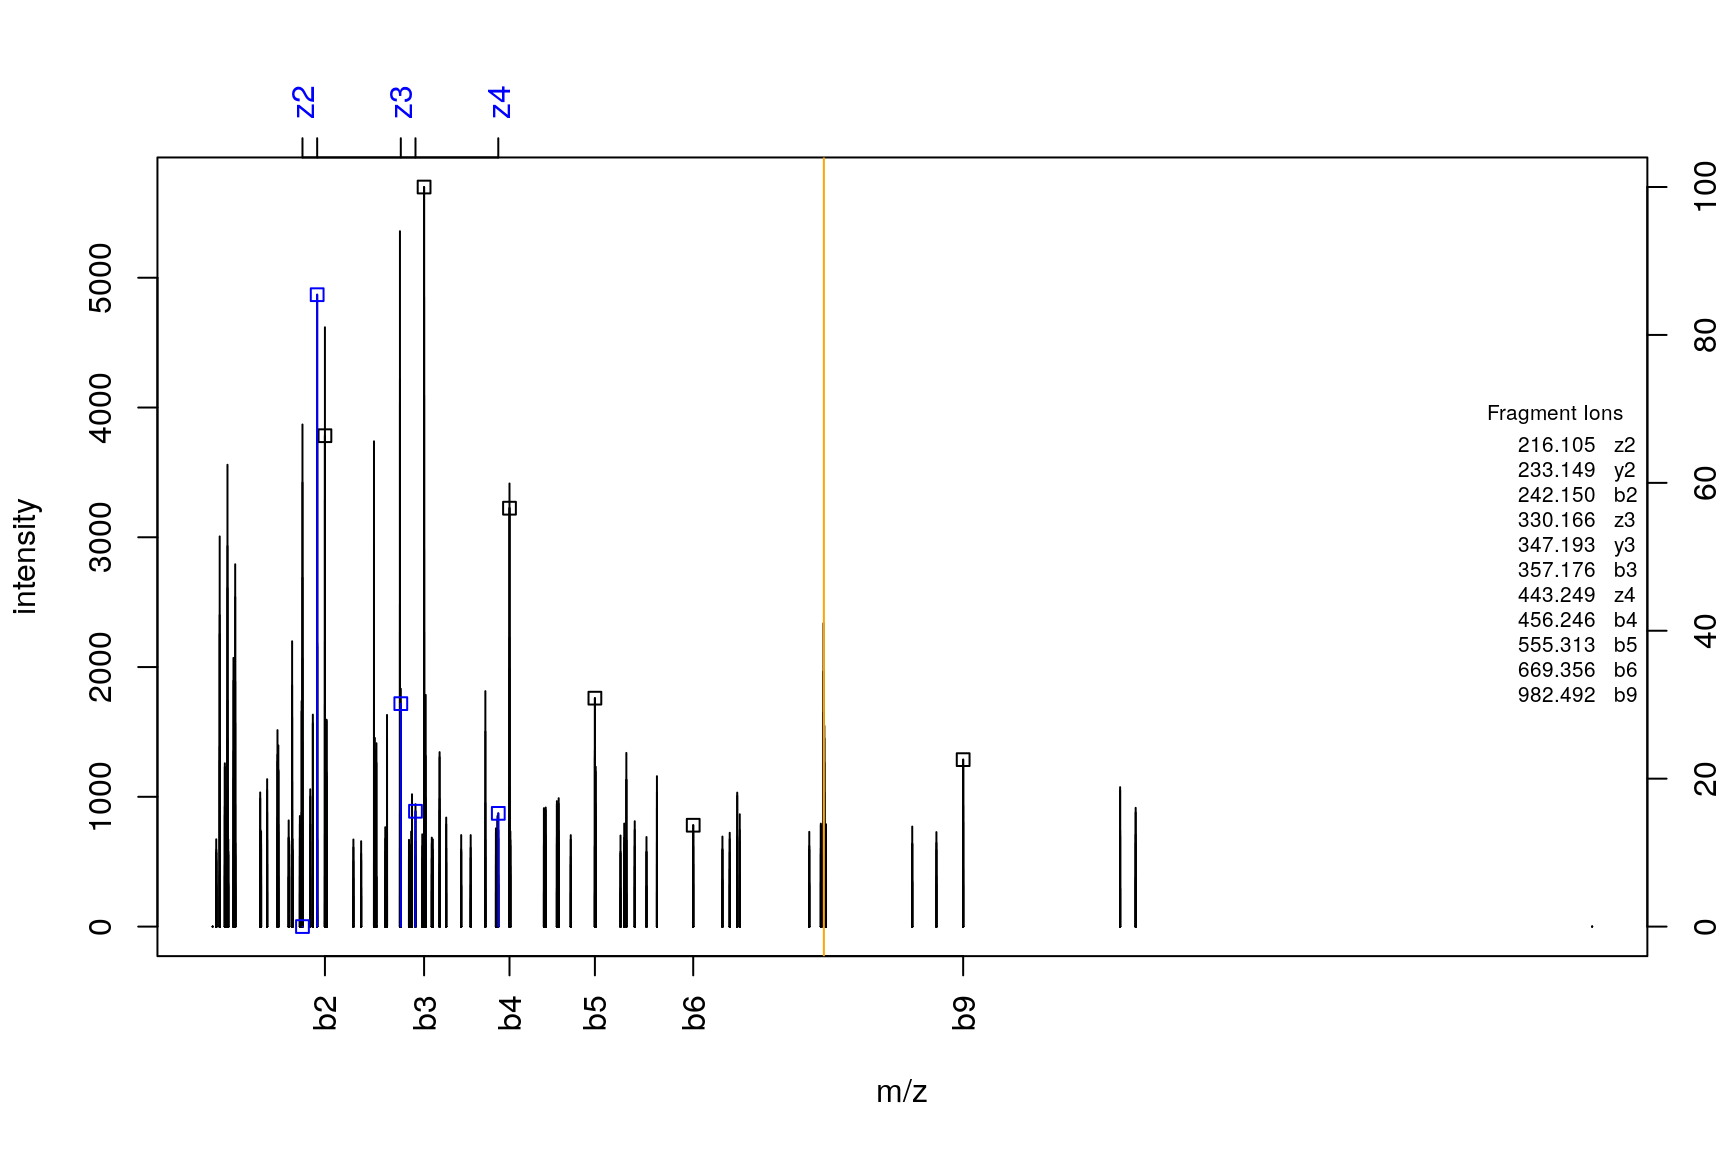 z2 z3 z4
intensity
5000
4000
3000
2000
1000
0
100
80
60
40
20
0
Fragment Ions
216.105 z2
233.149 y2
242.150 b2
330.166 z3
347.193 y3
357.176 b3
443.249 z4
456.246 b4
555.313 b5
669.356 b6
982.492 b9
b2 b3 b4 b5 b6 b9
m/z